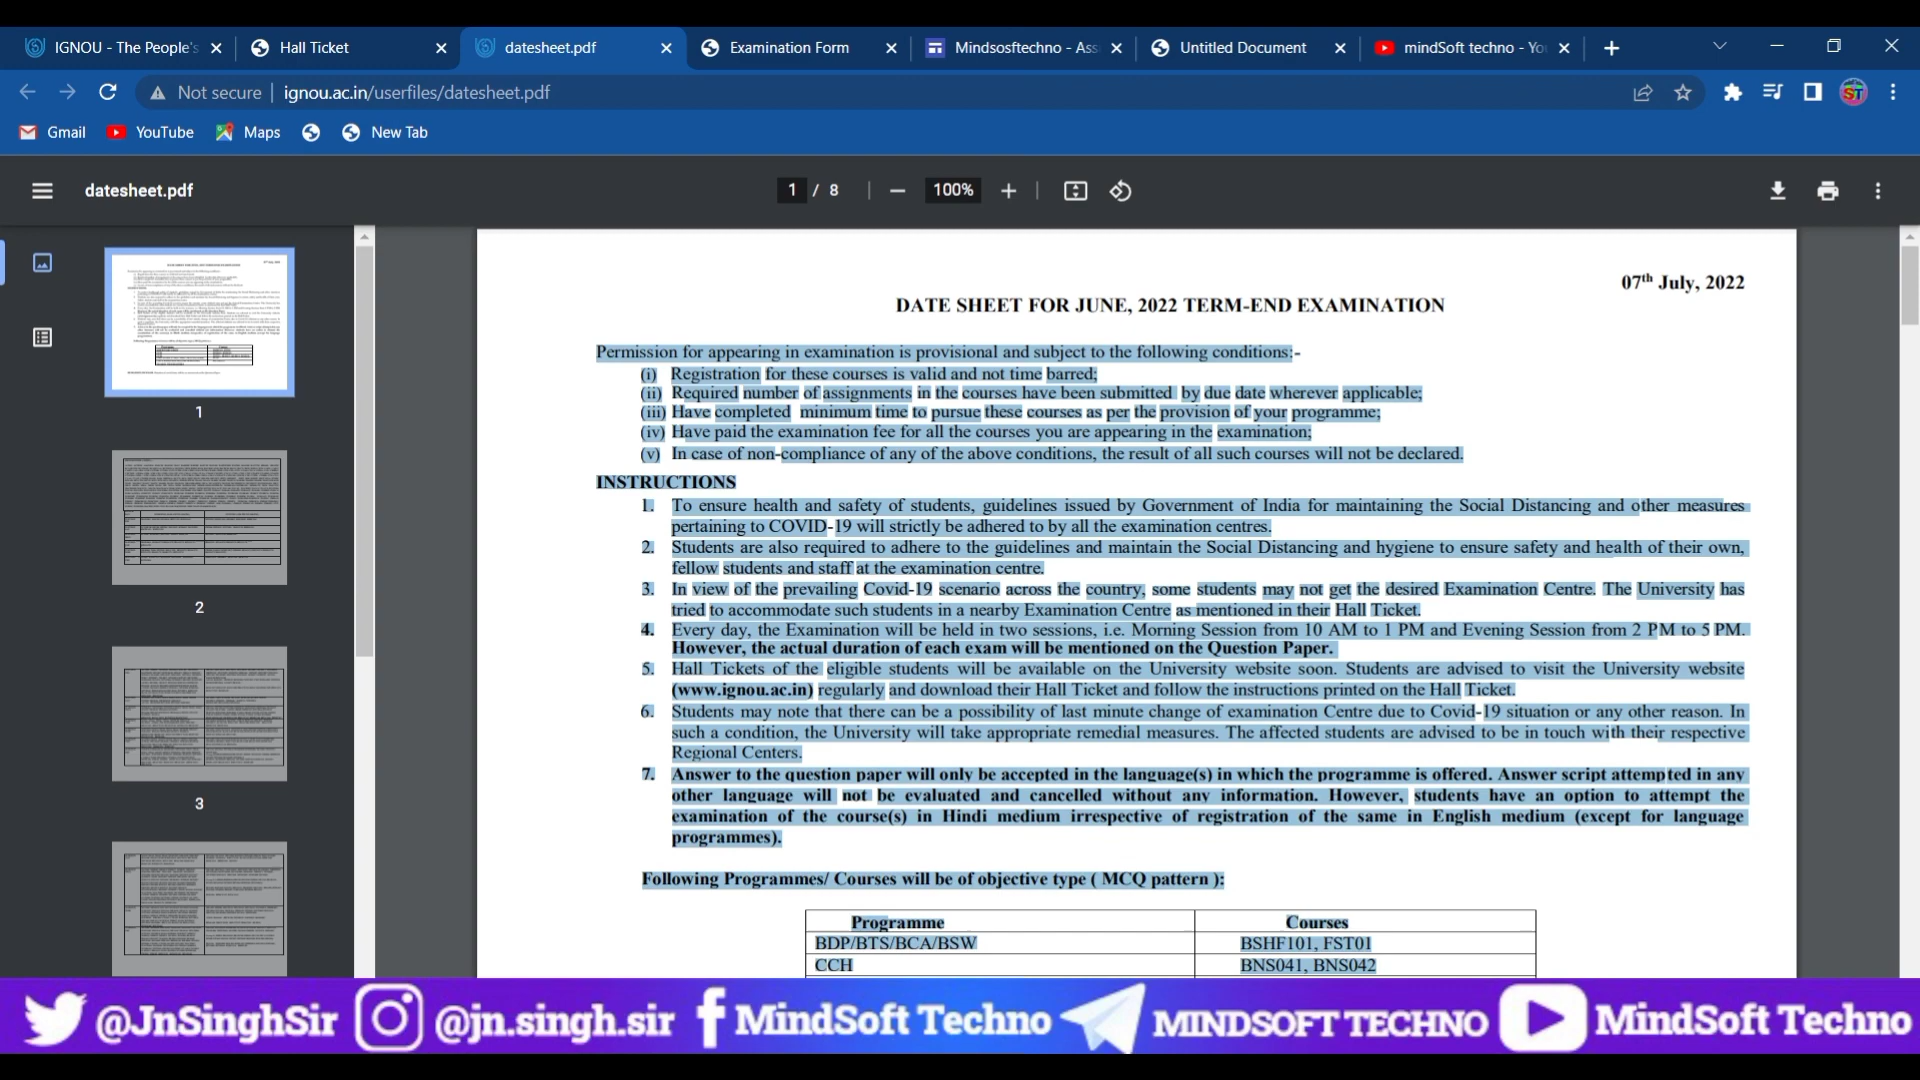 IGNOU - The People's
Hall Ticket
datesheet.pdf
Examination Form
Mindsosftechno - Ass
Untitled Document
mindSoft techno - Yo
Not secure
ignou.ac.in/userfiles/datesheet.pdf
ST
Gmail
YouTube
Maps
New Tab
datesheet.pdf
1 / 8
100%
1
2
3
07th July, 2022
DATE SHEET FOR JUNE, 2022 TERM-END EXAMINATION
Permission for appearing in examination is provisional and subject to the following conditions:-
(i) Registration for these courses is valid and not time barred;
(ii) Required number of assignments in the courses have been submitted by due date wherever applicable;
(iii) Have completed minimum time to pursue these courses as per the provision of your programme;
(iv) Have paid the examination fee for all the courses you are appearing in the examination;
(v) In case of non-compliance of any of the above conditions, the result of all such courses will not be declared.
INSTRUCTIONS
1. To ensure health and safety of students, guidelines issued by Government of India for maintaining the Social Distancing and other measures
pertaining to COVID-19 will strictly be adhered to by all the examination centres.
2. Students are also required to adhere to the guidelines and maintain the Social Distancing and hygiene to ensure safety and health of their own,
fellow students and staff at the examination centre.
3. In view of the prevailing Covid-19 scenario across the country, some students may not get the desired Examination Centre. The University has
tried to accommodate such students in a nearby Examination Centre as mentioned in their Hall Ticket.
4. Every day, the Examination will be held in two sessions, i.e. Morning Session from 10 AM to 1 PM and Evening Session from 2 PM to 5 PM.
However, the actual duration of each exam will be mentioned on the Question Paper.
5. Hall Tickets of the eligible students will be available on the University website soon. Students are advised to visit the University website
(www.ignou.ac.in) regularly and download their Hall Ticket and follow the instructions printed on the Hall Ticket.
6. Students may note that there can be a possibility of last minute change of examination Centre due to Covid-19 situation or any other reason. In
such a condition, the University will take appropriate remedial measures. The affected students are advised to be in touch with their respective
Regional Centers.
7. Answer to the question paper will only be accepted in the language(s) in which the programme is offered. Answer script attempted in any
other language will not be evaluated and cancelled without any information. However, students have an option to attempt the
examination of the course(s) in Hindi medium irrespective of registration of the same in English medium (except for language
programmes).
Following Programmes/ Courses will be of objective type ( MCQ pattern ):
Programme Courses
BDP/BTS/BCA/BSW BSHF101, FST01
CCH BNS041, BNS042
@JnSinghSir @jn.singh.sir MindSoft Techno MINDSOFT TECHNO MindSoft Techno